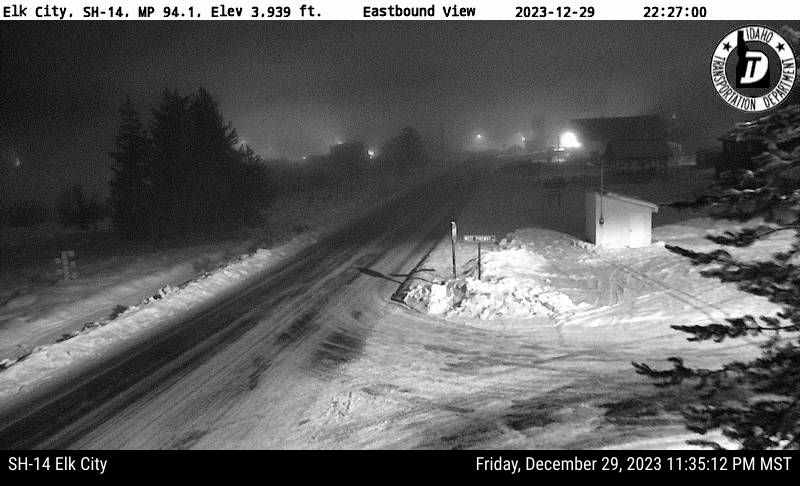 Elk City, SH-14, MP 94.1, Elev 3,939 ft. Eastbound View 2023-12-29 22:27:00
IDAHO
TRANSPORTATION DEPARTMENT
SH-14 Elk City Friday, December 29, 2023 11:35:12 PM MST